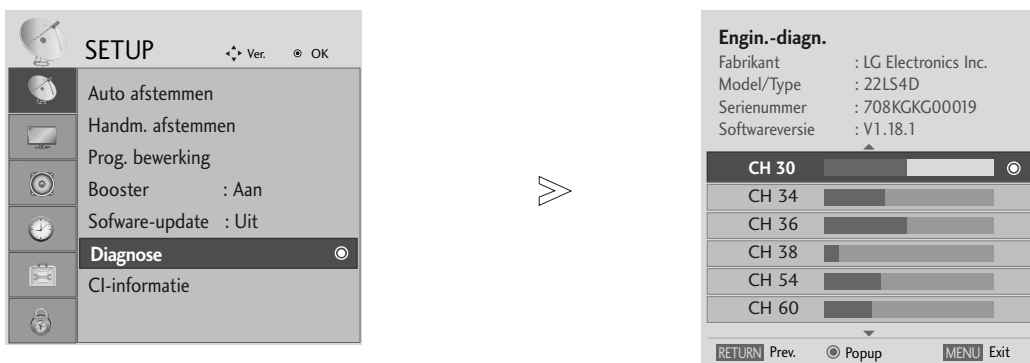 SETUP Ver. OK
Auto afstemmen
Handm. afstemmen
Prog. bewerking
Booster : Aan
Sofware-update : Uit
Diagnose
CI-informatie
Engin.-diagn.
Fabrikant : LG Electronics Inc.
Model/Type : 22LS4D
Serienummer : 708KGKG00019
Softwareversie : V1.18.1
CH 30
CH 34
CH 36
CH 38
CH 54
CH 60
RETURN Prev. Popup MENU Exit